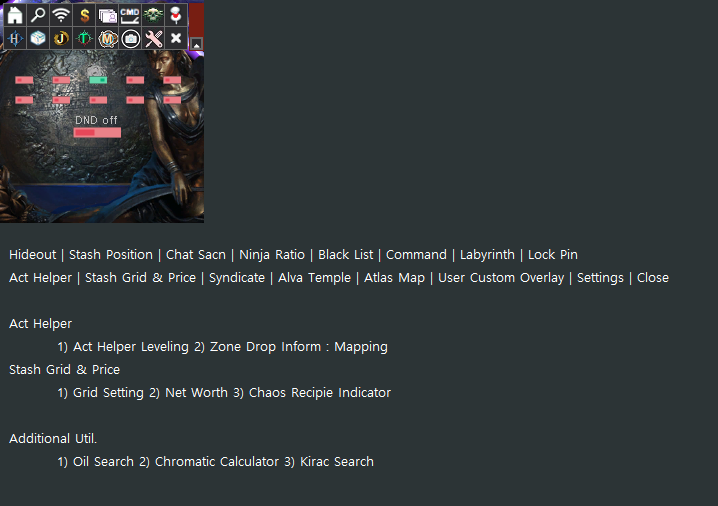 CMD
H J T M
DND off
Hideout | Stash Position | Chat Sacn | Ninja Ratio | Black List | Command | Labyrinth | Lock Pin
Act Helper | Stash Grid & Price | Syndicate | Alva Temple | Atlas Map | User Custom Overlay | Settings | Close
Act Helper
1) Act Helper Leveling 2) Zone Drop Inform : Mapping
Stash Grid & Price
1) Grid Setting 2) Net Worth 3) Chaos Recipie Indicator
Additional Util.
1) Oil Search 2) Chromatic Calculator 3) Kirac Search